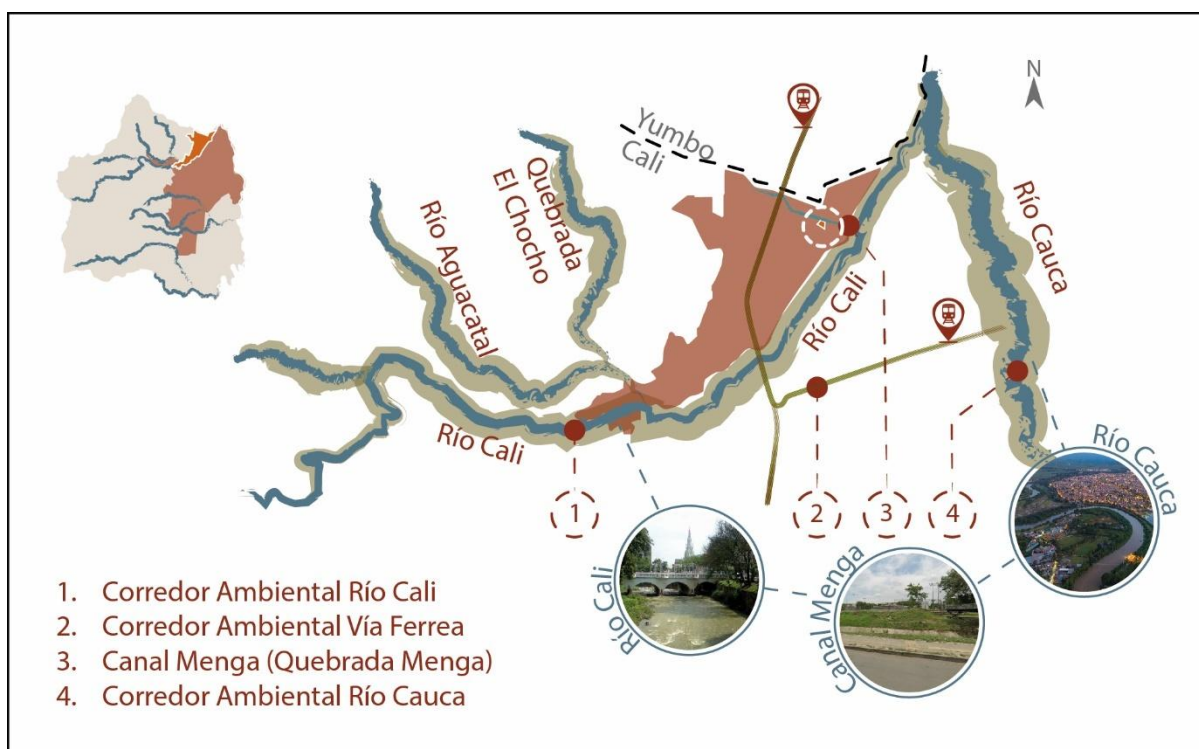 N
Yumbo
Cali
Quebrada
El Chocho
Río Aguacatal
Río Cauca
Río Cali
Río Cali
1
2
3
4
Río Cauca
Río Cali
Canal Menga
1. Corredor Ambiental Río Cali
2. Corredor Ambiental Vía Ferrea
3. Canal Menga (Quebrada Menga)
4. Corredor Ambiental Río Cauca